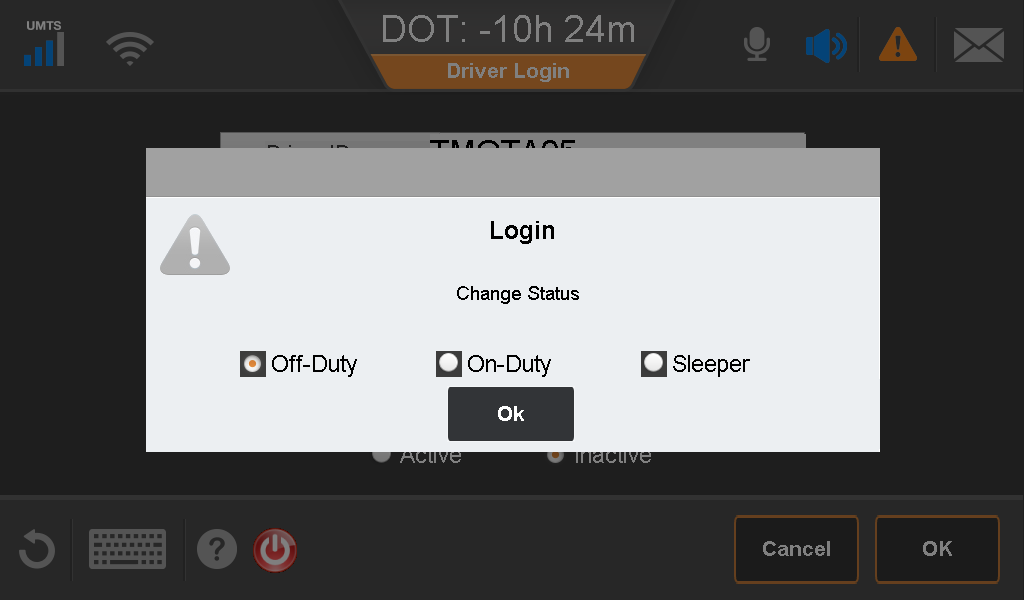 UMTS
DOT: -10h 24m
Driver Login
Login
Change Status
Off-Duty On-Duty Sleeper
Ok
Active Inactive
? Cancel OK